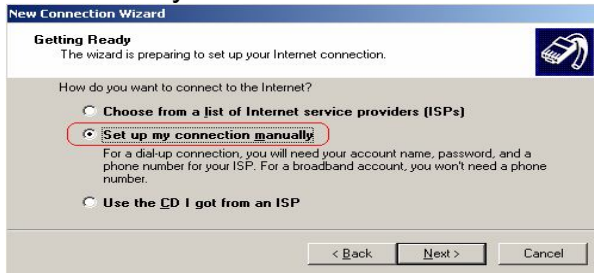 New Connection Wizard
Getting Ready
The wizard is preparing to set up your Internet connection.
How do you want to connect to the Internet?
Choose from a list of Internet service providers (ISPs)
Set up my connection manually
For a dial-up connection, you will need your account name, password, and a
phone number for your ISP. For a broadband account, you won't need a phone
number.
Use the CD I got from an ISP
< Back
Next >
Cancel